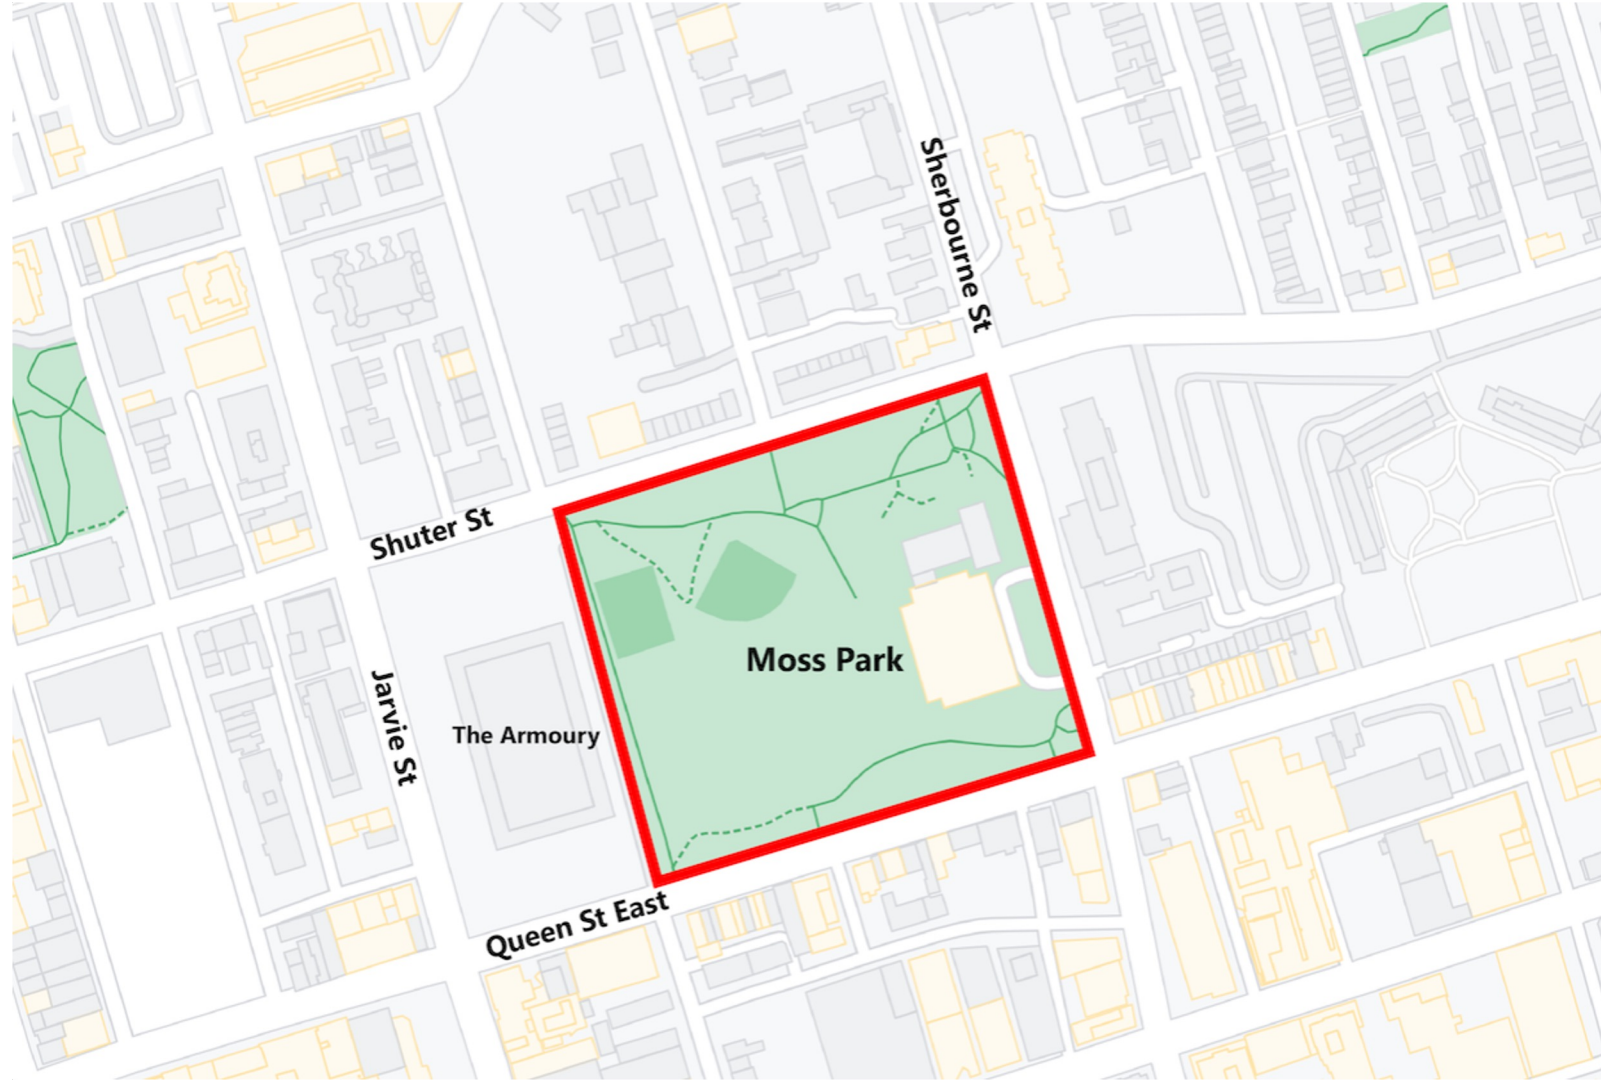 Sherbourne St
Shuter St
Moss Park
Jarvie St
The Armoury
Queen St East